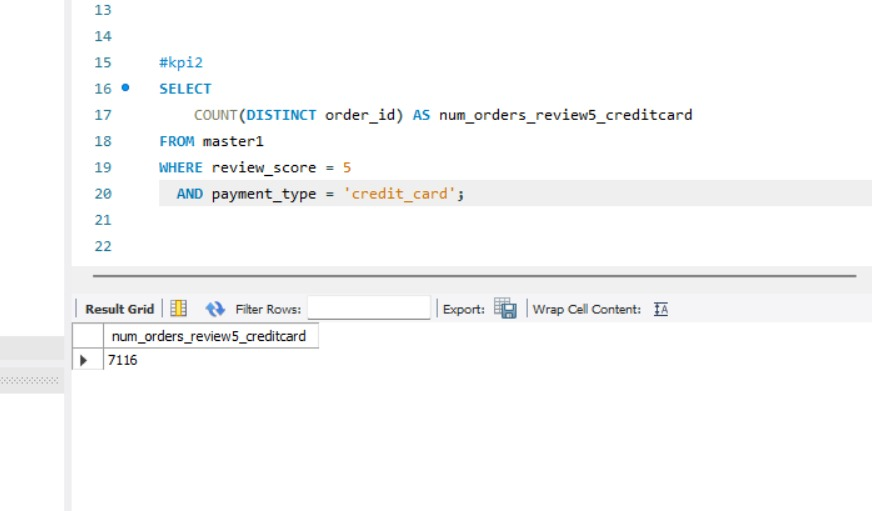 13
14
15 #kpi2
16 SELECT
17 COUNT(DISTINCT order_id) AS num_orders_review5_creditcard
18 FROM master1
19 WHERE review_score = 5
20 AND payment_type = 'credit_card';
21
22
Result Grid Filter Rows: Export: Wrap Cell Content: IA
num_orders_review5_creditcard
7116